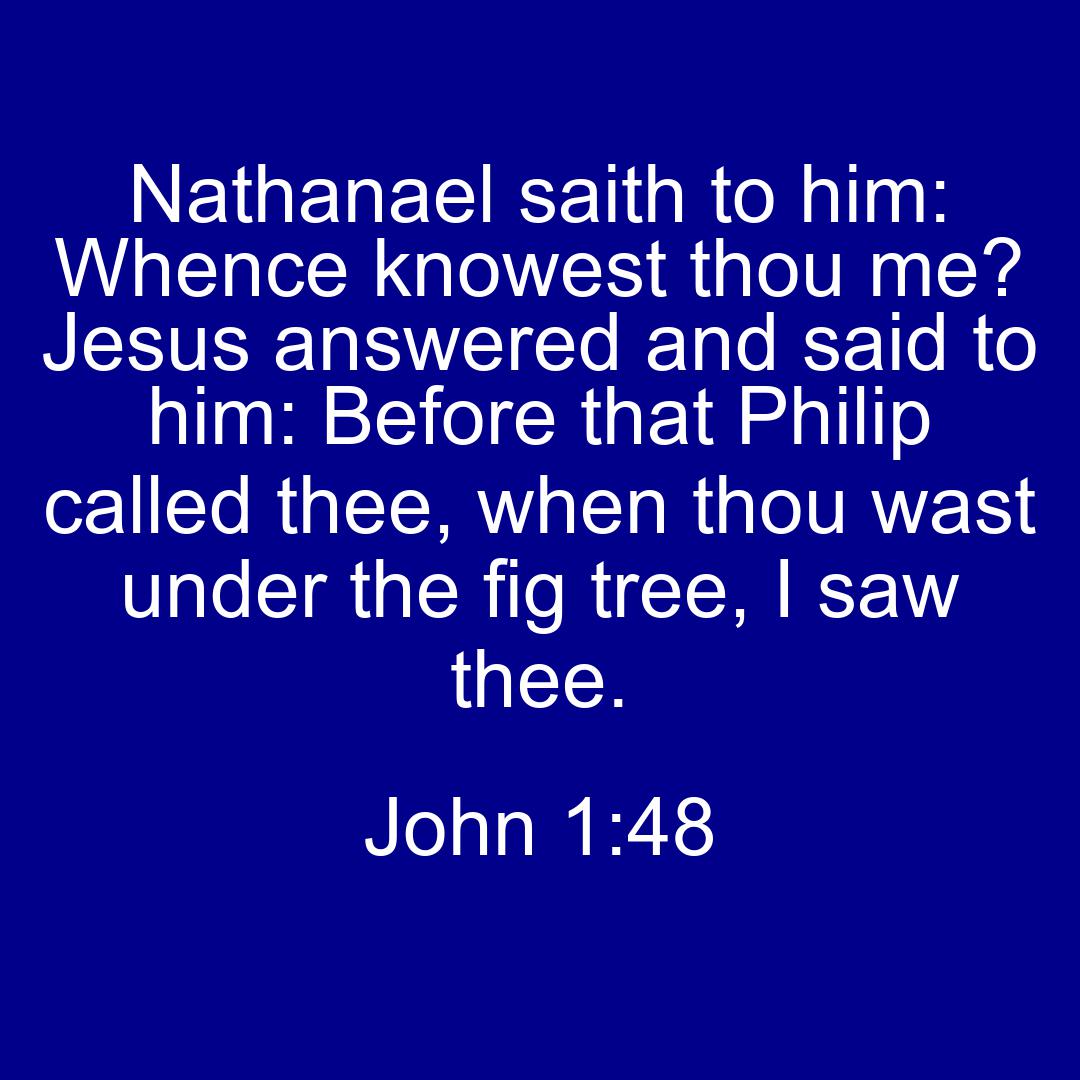 Nathanael saith to him:
Whence knowest thou me?
Jesus answered and said to
him: Before that Philip
called thee, when thou wast
under the fig tree, I saw
thee.
John 1:48